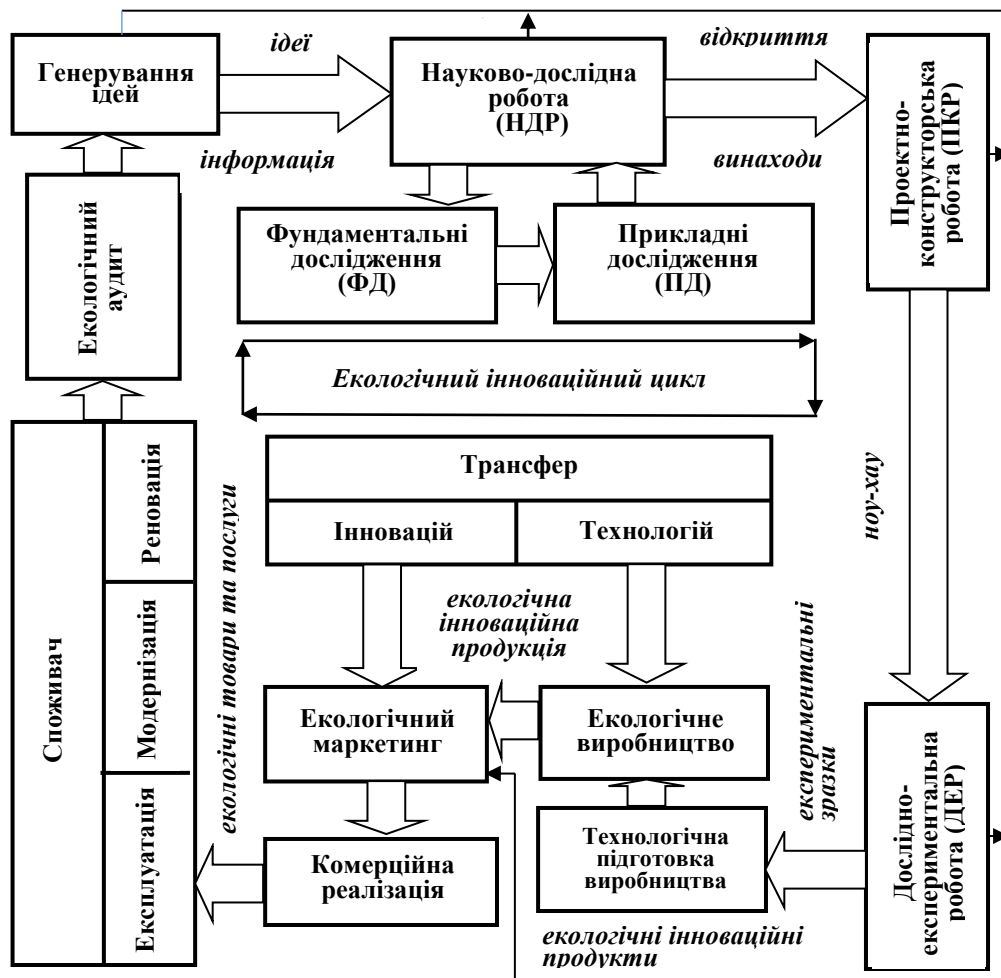 ідеї
відкриття
Генерування
ідей
Науково-дослідна
робота
(НДР)
Проектно-
конструкторська
робота (ПКР)
інформація
винаходи
Екологічний
аудит
Фундаментальні
дослідження
(ФД)
Прикладні
дослідження
(ПД)
Екологічний інноваційний цикл
Трансфер
Інновацій
Технологій
ноу-хау
Споживач
Реновація
Модернізація
Експлуатація
екологічні товари та послуги
екологічна
інноваційна
продукція
Екологічний
маркетинг
Екологічне
виробництво
експериментальні
зразки
Дослідно-
експериментальна
робота (ДЕР)
Комерційна
реалізація
Технологічна
підготовка
виробництва
екологічні інноваційні
продукти